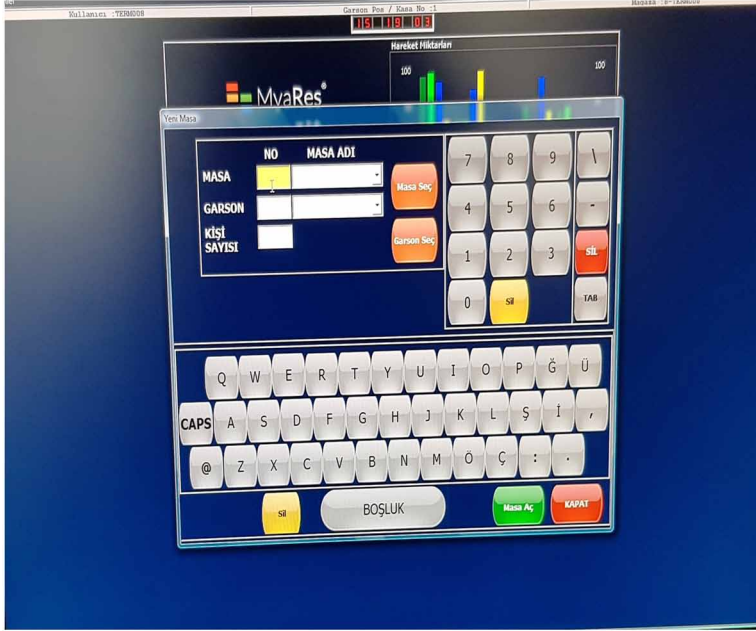 Kullanıcı :TERM008
Garson Pos / Kasa No :1
Magaza :B-TERM008
15 19 03
Hareket Miktarları
100
100
MyaRes
Yeni Masa
NO MASA ADI
MASA
Masa Seç
GARSON
KİŞİ
SAYISI
Garson Seç
7 8 9 \
4 5 6 -
1 2 3 SİL
0 Sil TAB
Q W E R T Y U I O P Ğ Ü
CAPS A S D F G H J K L Ş İ ,
@ Z X C V B N M Ö Ç : .
Sil BOŞLUK Masa Aç KAPAT